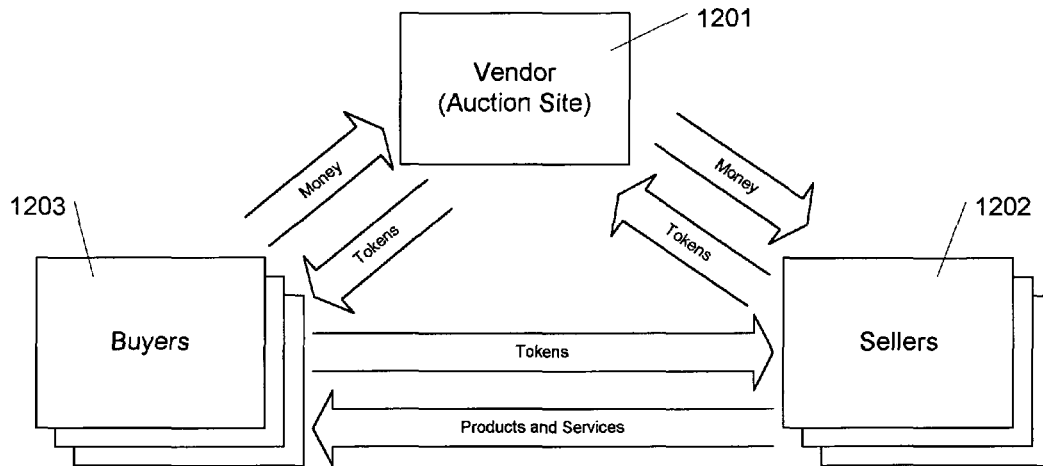 1201
Vendor
(Auction Site)
Money
Money
1203
Tokens
Tokens
1202
Buyers
Tokens
Sellers
Products and Services